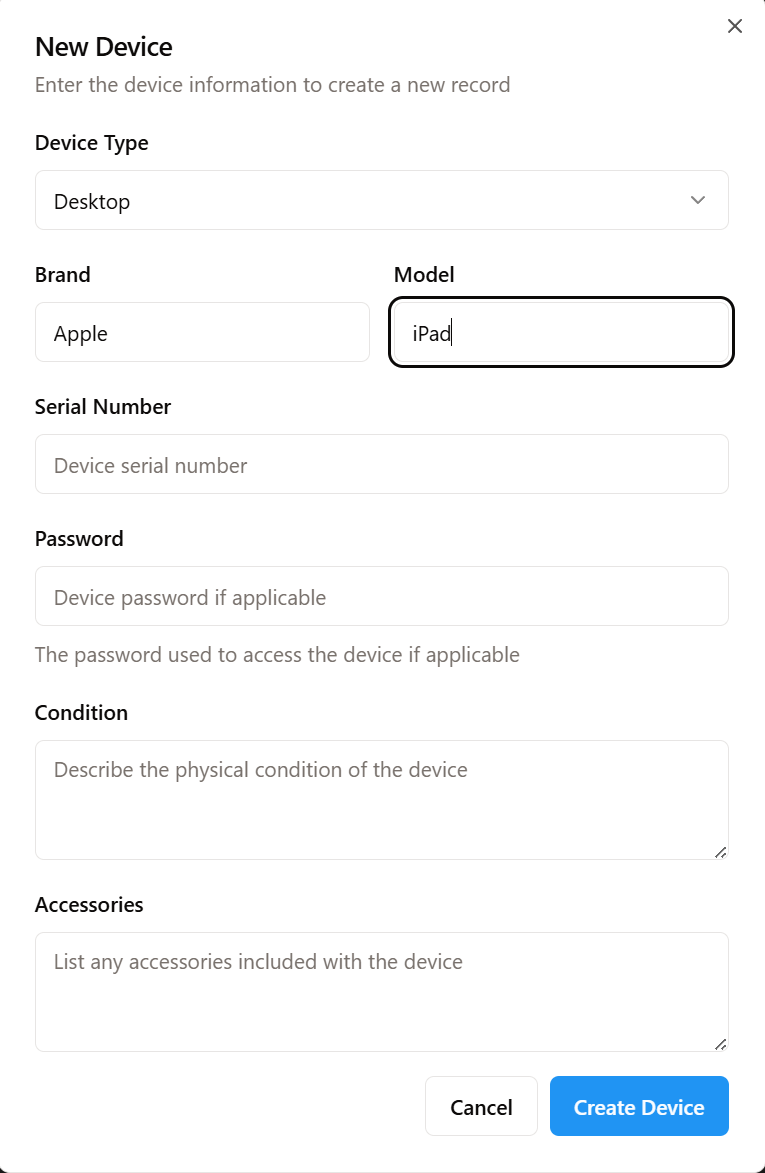 New Device
Enter the device information to create a new record
Device Type
Desktop
Brand
Model
Apple
iPad
Serial Number
Device serial number
Password
Device password if applicable
The password used to access the device if applicable
Condition
Describe the physical condition of the device
Accessories
List any accessories included with the device
Cancel
Create Device